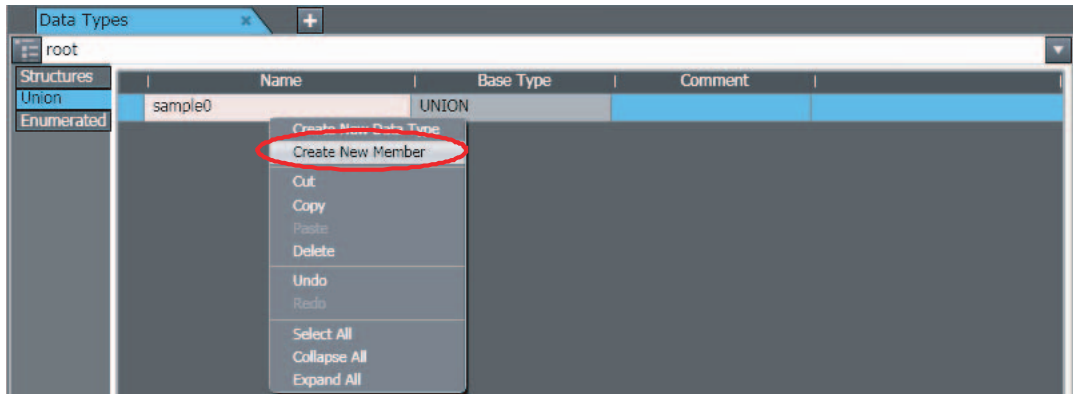 Data Types × +
root
Structures
Union
Enumerated
Name Base Type Comment
sample0 UNION
Create New Data Type
Create New Member
Cut
Copy
Paste
Delete
Undo
Redo
Select All
Collapse All
Expand All